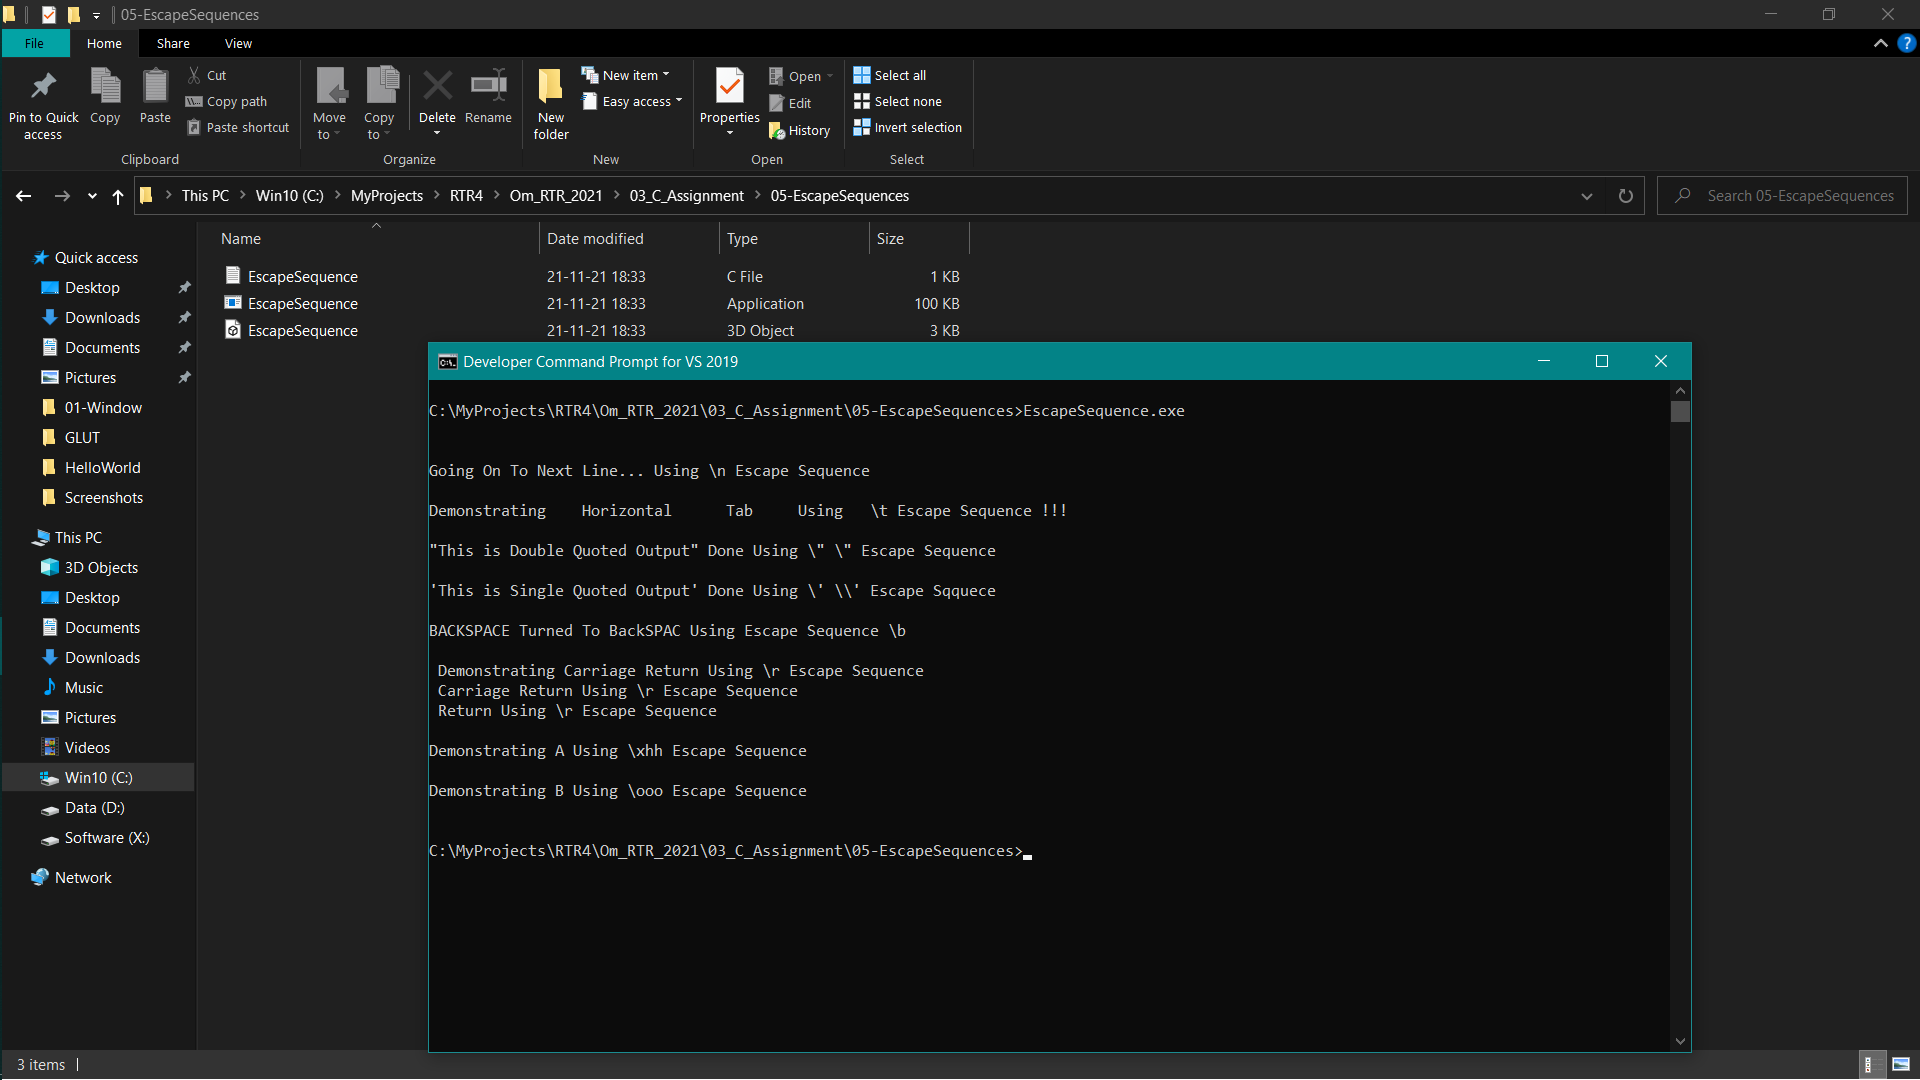 05-EscapeSequences
File Home Share View
Pin to Quick access
Copy
Paste
Cut
Copy path
Paste shortcut
Clipboard
Move to
Copy to
Delete
Rename
Organize
New folder
New item
Easy access
New
Properties
Open
Edit
History
Open
Select all
Select none
Invert selection
Select
This PC > Win10 (C:) > MyProjects > RTR4 > Om_RTR_2021 > 03_C_Assignment > 05-EscapeSequences
Search 05-EscapeSequences
Name Date modified Type Size
EscapeSequence 21-11-21 18:33 C File 1 KB
EscapeSequence 21-11-21 18:33 Application 100 KB
EscapeSequence 21-11-21 18:33 3D Object 3 KB
Quick access
Desktop
Downloads
Documents
Pictures
01-Window
GLUT
HelloWorld
Screenshots
This PC
3D Objects
Desktop
Documents
Downloads
Music
Pictures
Videos
Win10 (C:)
Data (D:)
Software (X:)
Network
Developer Command Prompt for VS 2019
C:\MyProjects\RTR4\Om_RTR_2021\03_C_Assignment\05-EscapeSequences>EscapeSequence.exe
Going On To Next Line... Using \n Escape Sequence
Demonstrating    Horizontal      Tab     Using   \t Escape Sequence !!!
"This is Double Quoted Output" Done Using \" \" Escape Sequence
'This is Single Quoted Output' Done Using \' \\' Escape Sqquece
BACKSPACE Turned To BackSPAC Using Escape Sequence \b
Demonstrating Carriage Return Using \r Escape Sequence
Carriage Return Using \r Escape Sequence
Return Using \r Escape Sequence
Demonstrating A Using \xhh Escape Sequence
Demonstrating B Using \ooo Escape Sequence
C:\MyProjects\RTR4\Om_RTR_2021\03_C_Assignment\05-EscapeSequences>
3 items